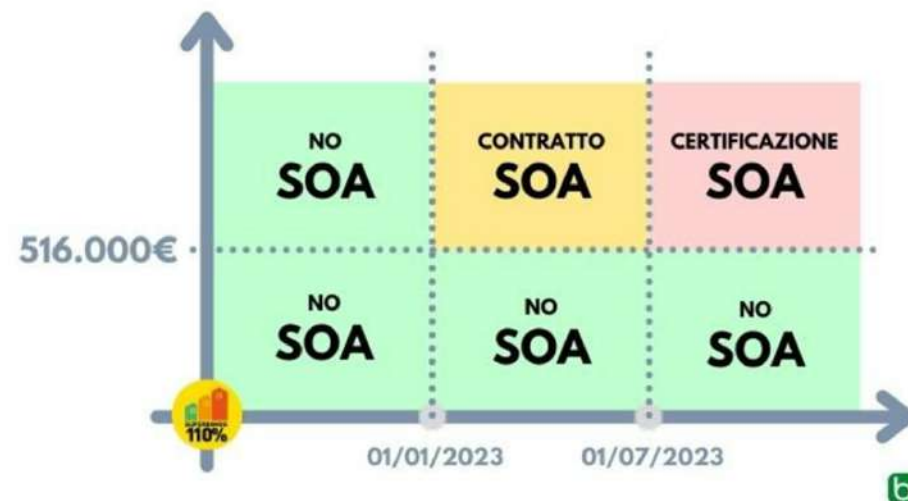 NO
SOA
CONTRATTO
SOA
CERTIFICAZIONE
SOA
516.000€
NO
SOA
NO
SOA
NO
SOA
110%
01/01/2023
01/07/2023
b